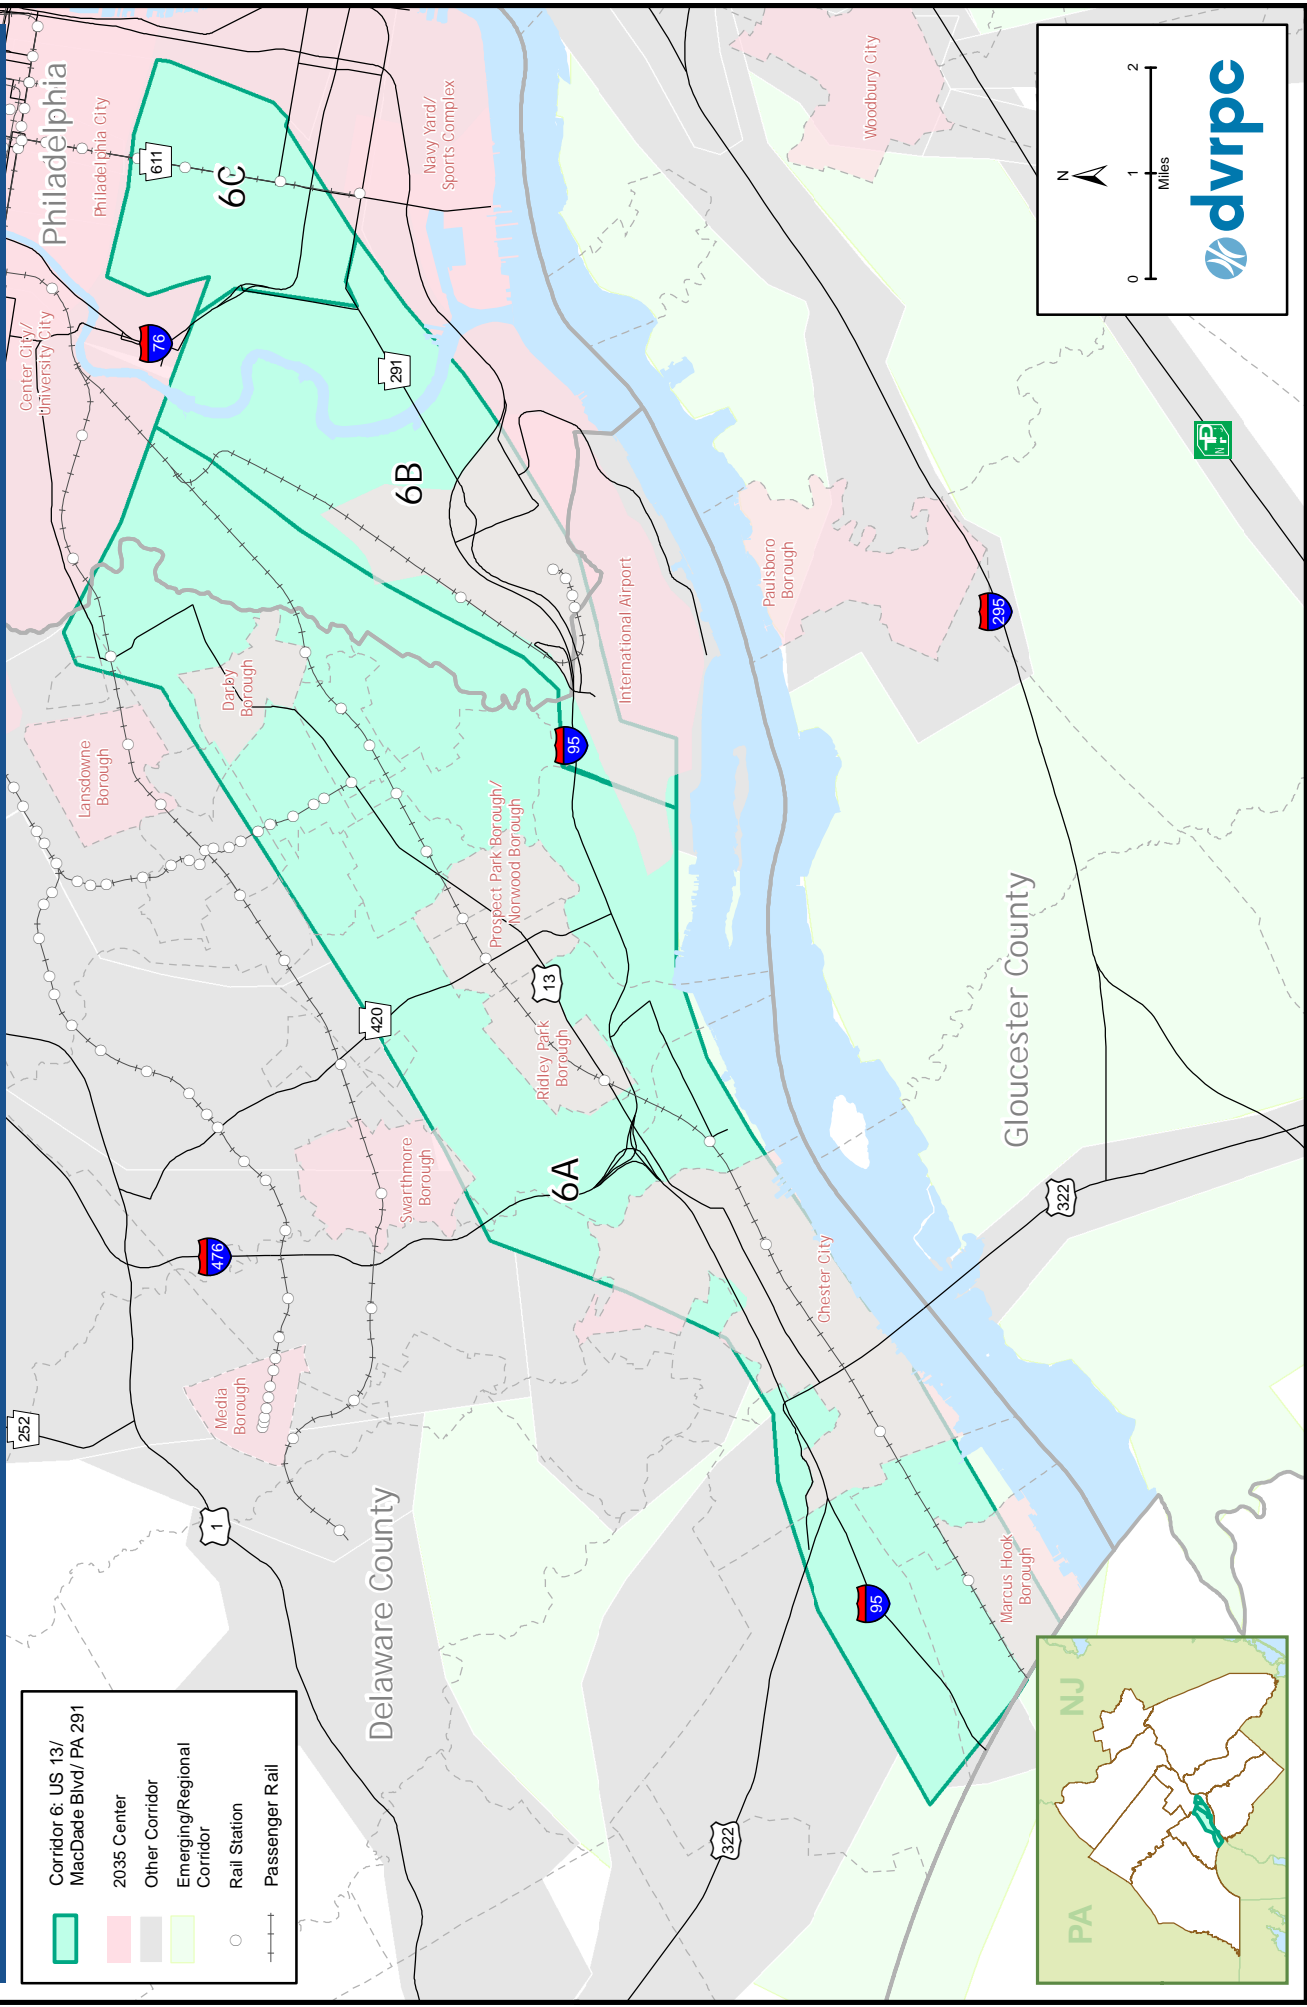 Corridor 6: US 13/
MacDade Blvd/ PA 291
2035 Center
Other Corridor
Emerging/Regional
Corridor
Rail Station
Passenger Rail
Philadelphia
Philadelphia City
Center City/
University City
Navy Yard/
Sports Complex
611
6C
76
291
6B
International Airport
Darby
Borough
Lansdowne
Borough
95
Prospect Park Borough/
Norwood Borough
13
420
Ridley Park
Borough
Swarthmore
Borough
6A
476
Media
Borough
252
1
Delaware County
Chester City
322
322
95
Marcus Hook
Borough
Woodbury City
Paulsboro
Borough
295
Gloucester County
TP
N
N
0
1
2
Miles
dvrpc
PA
NJ